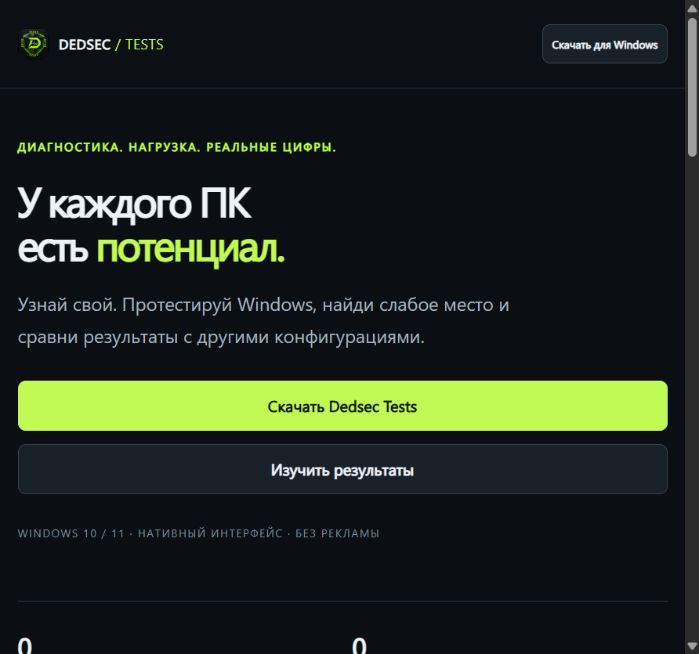 DEDSEC / TESTS
Скачать для Windows
ДИАГНОСТИКА. НАГРУЗКА. РЕАЛЬНЫЕ ЦИФРЫ.
У каждого ПК
есть потенциал.
Узнай свой. Протестируй Windows, найди слабое место и
сравни результаты с другими конфигурациями.
Скачать Dedsec Tests
Изучить результаты
WINDOWS 10 / 11 · НАТИВНЫЙ ИНТЕРФЕЙС · БЕЗ РЕКЛАМЫ
0 0